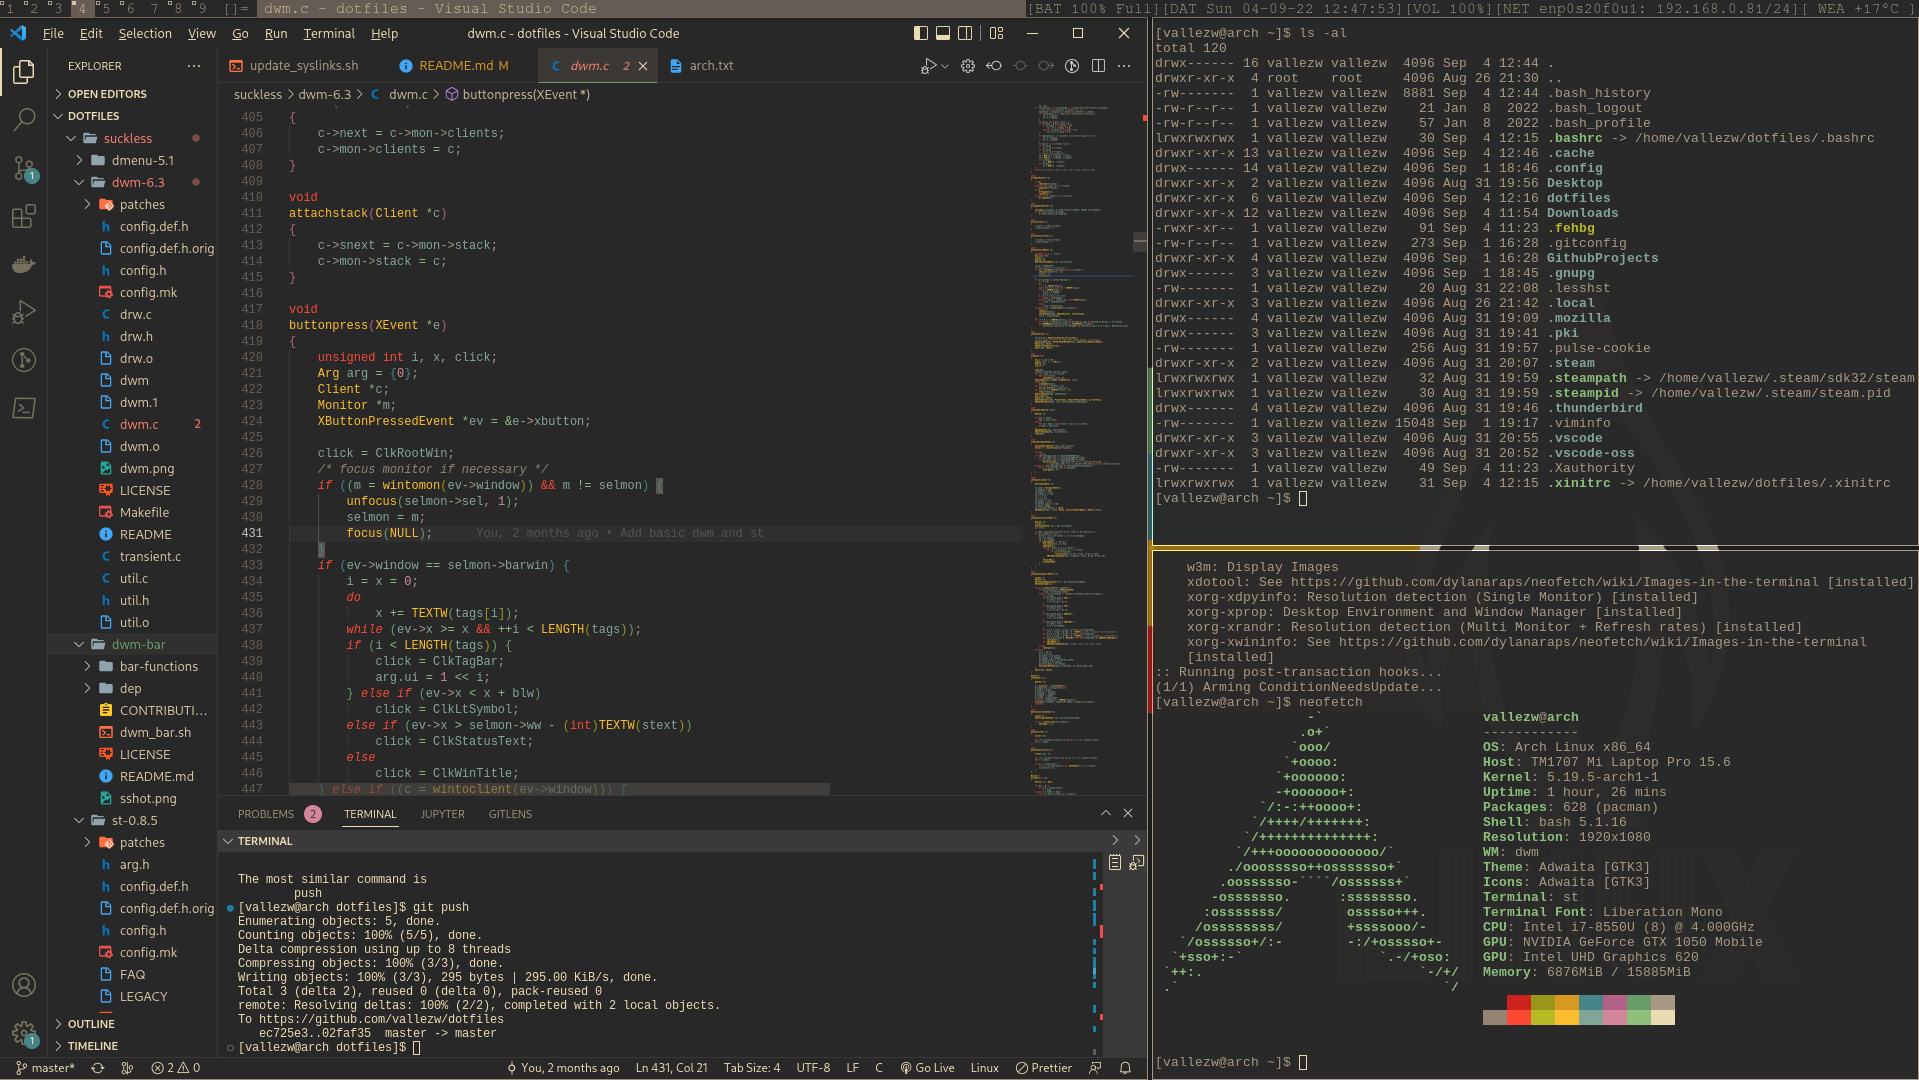 1 2 3 4 5 6 7 8 9 []= dwm.c - dotfiles - Visual Studio Code [BAT 100% Full][DAT Sun 04-09-22 12:47:53][VOL 100%][NET enp0s20f0u1: 192.168.0.81/24][ WEA +17°C ]
File Edit Selection View Go Run Terminal Help dwm.c - dotfiles - Visual Studio Code
EXPLORER
OPEN EDITORS
DOTFILES
suckless
dmenu-5.1
dwm-6.3
patches
config.def.h
config.def.h.orig
config.h
config.mk
drw.c
drw.h
drw.o
dwm
dwm.1
dwm.c 2
dwm.o
dwm.png
LICENSE
Makefile
README
transient.c
util.c
util.h
util.o
dwm-bar
bar-functions
dep
CONTRIBUTI...
dwm_bar.sh
LICENSE
README.md
sshot.png
st-0.8.5
patches
arg.h
config.def.h
config.def.h.orig
config.h
config.mk
FAQ
LEGACY
OUTLINE
TIMELINE
1
1
update_syslinks.sh README.md M dwm.c 2 arch.txt
suckless > dwm-6.3 > C dwm.c > buttonpress(XEvent *)
405 {
406 c->next = c->mon->clients;
407 c->mon->clients = c;
408 }
409
410 void
411 attachstack(Client *c)
412 {
413 c->snext = c->mon->stack;
414 c->mon->stack = c;
415 }
416
417 void
418 buttonpress(XEvent *e)
419 {
420 unsigned int i, x, click;
421 Arg arg = {0};
422 Client *c;
423 Monitor *m;
424 XButtonPressedEvent *ev = &e->xbutton;
425
426 click = ClkRootWin;
427 /* focus monitor if necessary */
428 if ((m = wintomon(ev->window)) && m != selmon) {
429 unfocus(selmon->sel, 1);
430 selmon = m;
431 focus(NULL); You, 2 months ago • Add basic dwm and st
432 }
433 if (ev->window == selmon->barwin) {
434 i = x = 0;
435 do
436 x += TEXTW(tags[i]);
437 while (ev->x >= x && ++i < LENGTH(tags));
438 if (i < LENGTH(tags)) {
439 click = ClkTagBar;
440 arg.ui = 1 << i;
441 } else if (ev->x < x + blw)
442 click = ClkLtSymbol;
443 else if (ev->x > selmon->ww - (int)TEXTW(stext))
444 click = ClkStatusText;
445 else
446 click = ClkWinTitle;
447 } else if ((c = wintoclient(ev->window))) {
PROBLEMS 2 TERMINAL JUPYTER GITLENS
TERMINAL
The most similar command is
push
[vallezw@arch dotfiles]$ git push
Enumerating objects: 5, done.
Counting objects: 100% (5/5), done.
Delta compression using up to 8 threads
Compressing objects: 100% (3/3), done.
Writing objects: 100% (3/3), 295 bytes | 295.00 KiB/s, done.
Total 3 (delta 2), reused 0 (delta 0), pack-reused 0
remote: Resolving deltas: 100% (2/2), completed with 2 local objects.
To https://github.com/vallezw/dotfiles
ec725e3..02faf35 master -> master
[vallezw@arch dotfiles]$
master* 2 0 You, 2 months ago Ln 431, Col 21 Tab Size: 4 UTF-8 LF C Go Live Linux Prettier
[vallezw@arch ~]$ ls -al
total 120
drwx------ 16 vallezw vallezw 4096 Sep 4 12:44 .
drwxr-xr-x 4 root root 4096 Aug 26 21:30 ..
-rw------- 1 vallezw vallezw 8881 Sep 4 12:44 .bash_history
-rw-r--r-- 1 vallezw vallezw 21 Jan 8 2022 .bash_logout
-rw-r--r-- 1 vallezw vallezw 57 Jan 8 2022 .bash_profile
lrwxrwxrwx 1 vallezw vallezw 30 Sep 4 12:15 .bashrc -> /home/vallezw/dotfiles/.bashrc
drwxr-xr-x 13 vallezw vallezw 4096 Sep 4 12:46 .cache
drwx------ 14 vallezw vallezw 4096 Sep 1 18:46 .config
drwxr-xr-x 2 vallezw vallezw 4096 Aug 31 19:56 Desktop
drwxr-xr-x 6 vallezw vallezw 4096 Sep 4 12:16 dotfiles
drwxr-xr-x 12 vallezw vallezw 4096 Sep 4 11:54 Downloads
-rwxr-xr-x 1 vallezw vallezw 91 Sep 4 11:23 .fehbg
-rw-r--r-- 1 vallezw vallezw 273 Sep 1 16:28 .gitconfig
drwxr-xr-x 4 vallezw vallezw 4096 Sep 1 16:28 GithubProjects
drwx------ 3 vallezw vallezw 4096 Sep 1 18:45 .gnupg
-rw------- 1 vallezw vallezw 20 Aug 31 22:08 .lesshst
drwxr-xr-x 3 vallezw vallezw 4096 Aug 26 21:42 .local
drwx------ 4 vallezw vallezw 4096 Aug 31 19:09 .mozilla
drwx------ 3 vallezw vallezw 4096 Aug 31 19:41 .pki
-rw------- 1 vallezw vallezw 256 Aug 31 19:57 .pulse-cookie
drwxr-xr-x 2 vallezw vallezw 4096 Aug 31 20:07 .steam
lrwxrwxrwx 1 vallezw vallezw 32 Aug 31 19:59 .steampath -> /home/vallezw/.steam/sdk32/steam
lrwxrwxrwx 1 vallezw vallezw 30 Aug 31 19:59 .steampid -> /home/vallezw/.steam/steam.pid
drwx------ 4 vallezw vallezw 4096 Aug 31 19:46 .thunderbird
-rw------- 1 vallezw vallezw 15048 Sep 1 19:17 .viminfo
drwxr-xr-x 3 vallezw vallezw 4096 Aug 31 20:55 .vscode
drwxr-xr-x 3 vallezw vallezw 4096 Aug 31 20:52 .vscode-oss
-rw------- 1 vallezw vallezw 49 Sep 4 11:23 .Xauthority
lrwxrwxrwx 1 vallezw vallezw 31 Sep 4 12:15 .xinitrc -> /home/vallezw/dotfiles/.xinitrc
[vallezw@arch ~]$
w3m: Display Images
xdotool: See https://github.com/dylanaraps/neofetch/wiki/Images-in-the-terminal [installed]
xorg-xdpyinfo: Resolution detection (Single Monitor) [installed]
xorg-xprop: Desktop Environment and Window Manager [installed]
xorg-xrandr: Resolution detection (Multi Monitor + Refresh rates) [installed]
xorg-xwininfo: See https://github.com/dylanaraps/neofetch/wiki/Images-in-the-terminal
[installed]
:: Running post-transaction hooks...
(1/1) Arming ConditionNeedsUpdate...
[vallezw@arch ~]$ neofetch
-` vallezw@arch
.o+` ------------
`ooo/ OS: Arch Linux x86_64
`+oooo: Host: TM1707 Mi Laptop Pro 15.6
`+oooooo: Kernel: 5.19.5-arch1-1
-+oooooo+: Uptime: 1 hour, 26 mins
`/:-:++oooo+: Packages: 628 (pacman)
`/++++/+++++++: Shell: bash 5.1.16
`/++++++++++++++: Resolution: 1920x1080
`/+++ooooooooooooo/` WM: dwm
./ooosssso++osssssso+` Theme: Adwaita [GTK3]
.oossssso-````/ossssss+` Icons: Adwaita [GTK3]
-osssssso. :ssssssso. Terminal: st
:osssssss/ osssso+++. Terminal Font: Liberation Mono
/ossssssss/ +ssssooo/- CPU: Intel i7-8550U (8) @ 4.000GHz
`/ossssso+/:- -:/+osssso+- GPU: NVIDIA GeForce GTX 1050 Mobile
`+sso+:-` `.-/+oso: GPU: Intel UHD Graphics 620
`++:. `-/+/ Memory: 6876MiB / 15885MiB
.` `/
[vallezw@arch ~]$